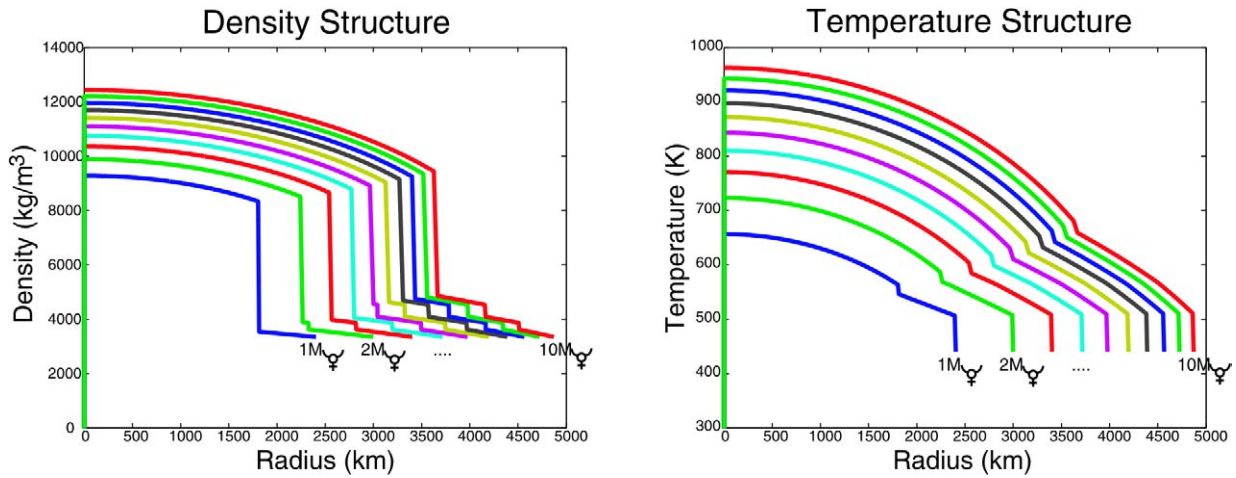 Density Structure
14000
12000
10000
8000
6000
4000
2000
0
Density (kg/m³)
0 500 1000 1500 2000 2500 3000 3500 4000 4500 5000
Radius (km)
1M☿ 2M☿ .... 10M☿
Temperature Structure
1000
900
800
700
600
500
400
300
Temperature (K)
0 500 1000 1500 2000 2500 3000 3500 4000 4500 5000
Radius (km)
1M☿ 2M☿ .... 10M☿